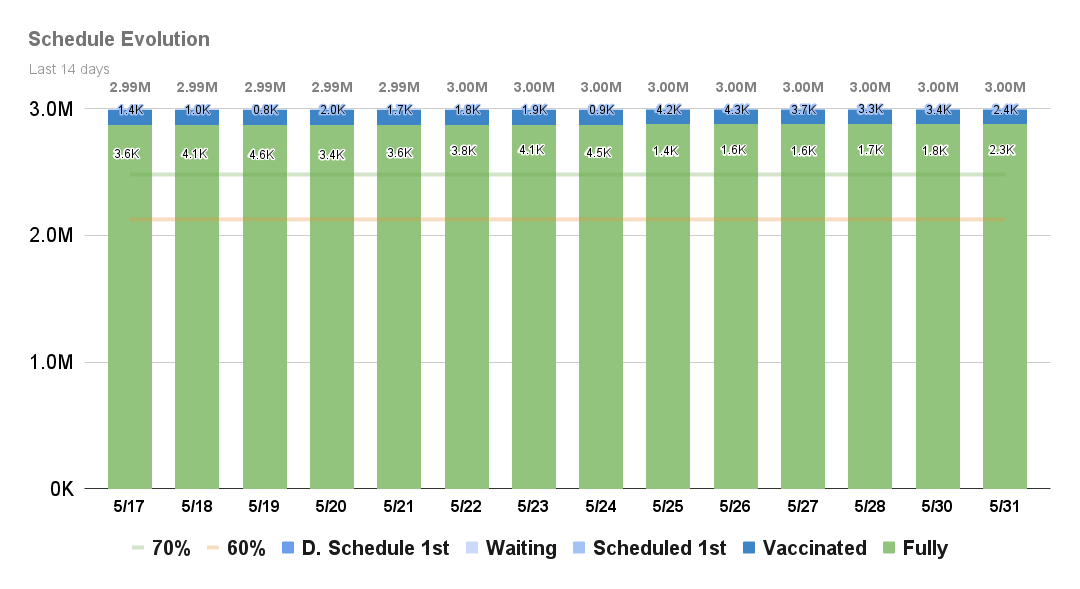 Schedule Evolution
Last 14 days
2.99M 2.99M 2.99M 2.99M 2.99M 3.00M 3.00M 3.00M 3.00M 3.00M 3.00M 3.00M 3.00M 3.00M
3.0M 1.4K 1.0K 0.8K 2.0K 1.7K 1.8K 1.9K 0.9K 4.2K 4.3K 3.7K 3.3K 3.4K 2.4K
3.6K 4.1K 4.6K 3.4K 3.6K 3.8K 4.1K 4.5K 1.4K 1.6K 1.6K 1.7K 1.8K 2.3K
2.0M
1.0M
0K
5/17 5/18 5/19 5/20 5/21 5/22 5/23 5/24 5/25 5/26 5/27 5/28 5/30 5/31
70% 60% D. Schedule 1st Waiting Scheduled 1st Vaccinated Fully